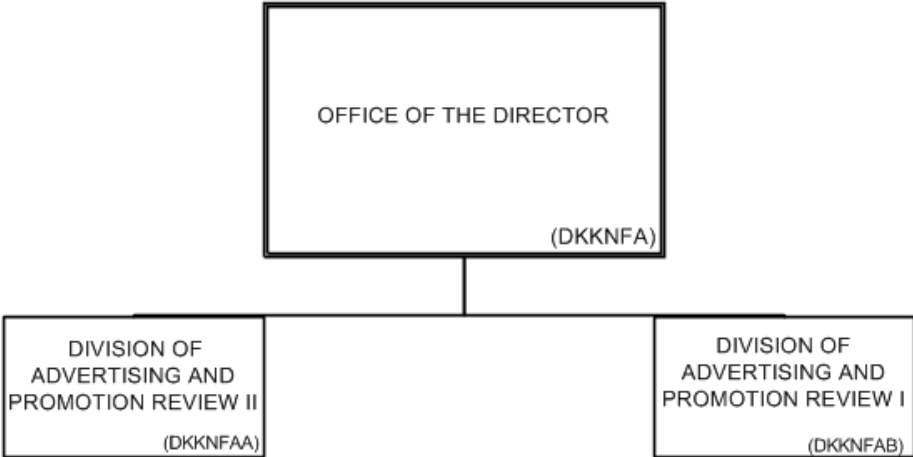 OFFICE OF THE DIRECTOR
(DKKNFA)
DIVISION OF
ADVERTISING AND
PROMOTION REVIEW II
(DKKNFAA)
DIVISION OF
ADVERTISING AND
PROMOTION REVIEW I
(DKKNFAB)